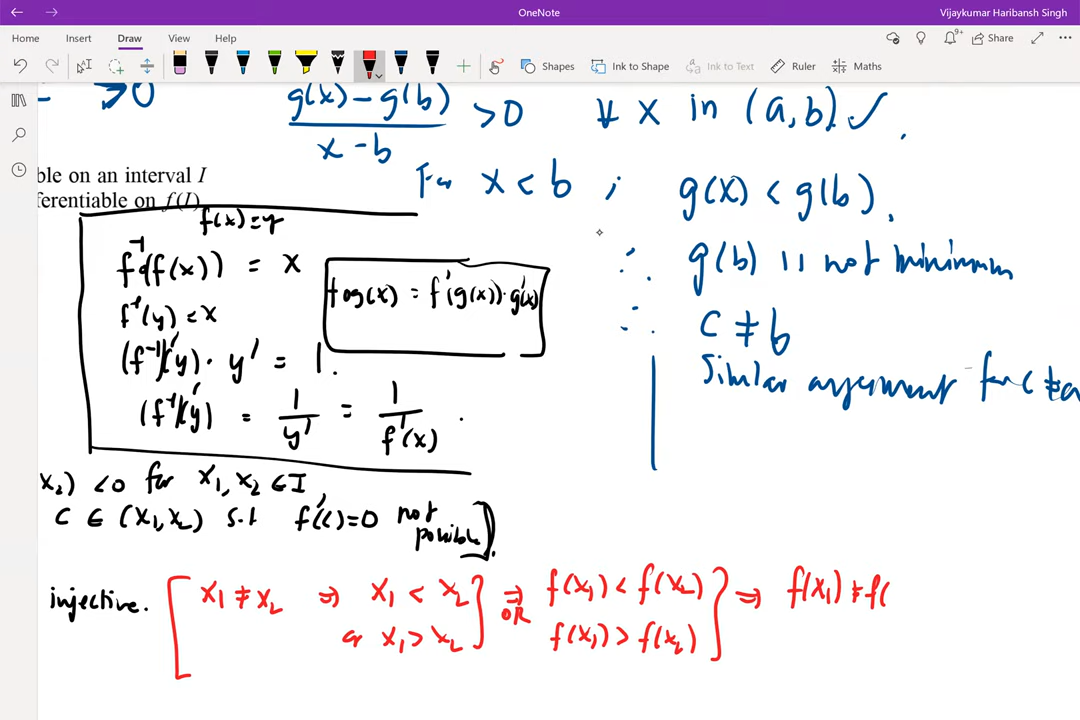 OneNote
Vijaykumar Haribansh Singh
Home Insert Draw View Help
9+
Share
Shapes Ink to Shape Ink to Text Ruler Maths
≯0
g(x) – g(b) / x – b > 0 ∀ x in (a, b) ✓.
ble on an interval I
ferentiable on f(I)
For x < b ; g(x) < g(b).
∴ g(b) is not minimum
∴ c ≠ b
Similar argument for c ≠ a
f(x) = y
f⁻¹(f(x)) = x
fog(x) = f'(g(x))·g'(x)
f⁻¹(y) = x
(f⁻¹)'(y) · y' = 1.
(f⁻¹)'(y) = 1/y' = 1/f'(x) .
x₂) < 0 for x₁, x₂ ∈ I
c ∈ (x₁, x₂) s.t f'(c) = 0 not possible].
injective. [ x₁ ≠ x₂ ⇒ x₁ < x₂ } ⇒ f(x₁) < f(x₂) ] ⇒ f(x₁) ≠ f(
or x₁ > x₂ OR f(x₁) > f(x₂)